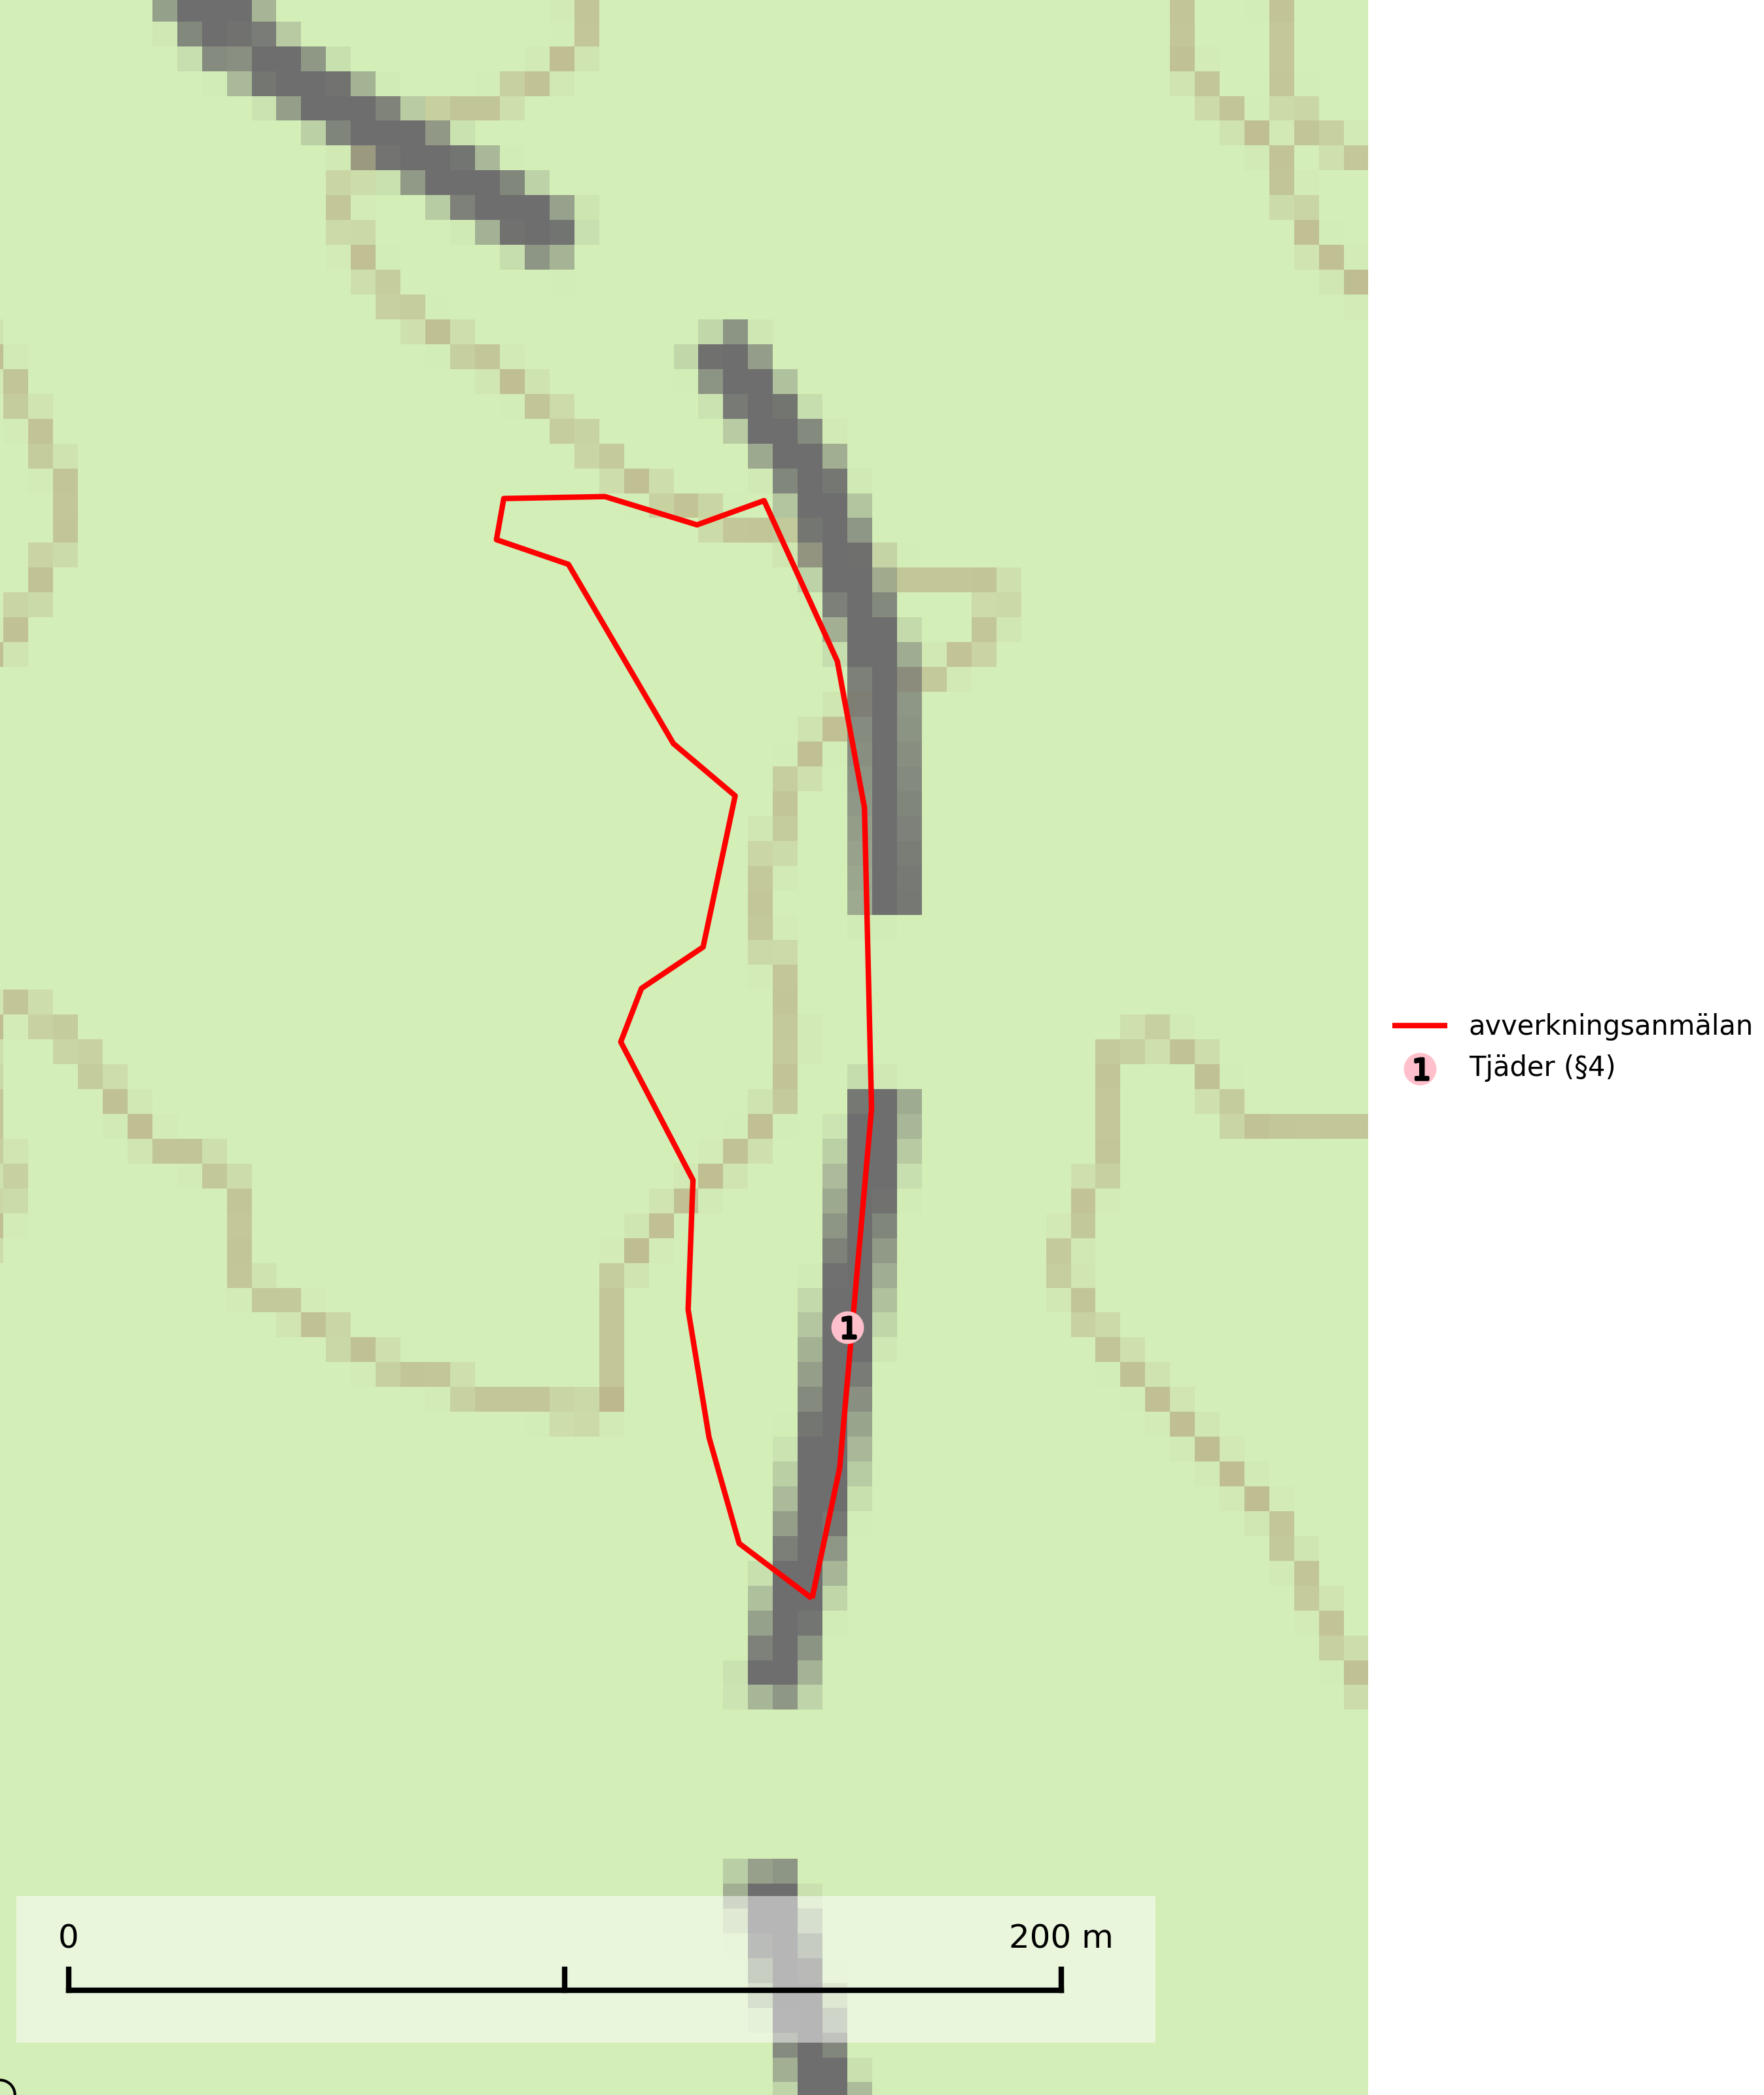 avverkningsanmälan
1 Tjäder (§4)
1
0 200 m